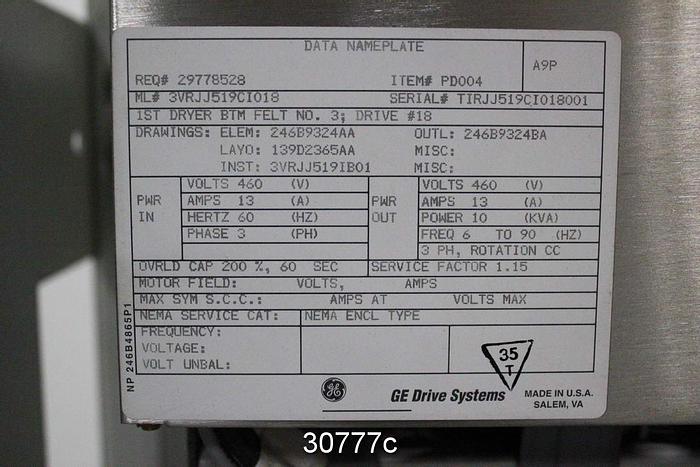 DATA NAMEPLATE
A9P
REQ# 29778528 ITEM# PD004
ML# 3VRJJ519CI018 SERIAL# TIRJJ519CI018001
1ST DRYER BTM FELT NO. 3; DRIVE #18
DRAWINGS: ELEM: 246B9324AA OUTL: 246B9324BA
LAYO: 139D2365AA MISC:
INST: 3VRJJ519IB01 MISC:
VOLTS 460 (V) VOLTS 460 (V)
PWR AMPS 13 (A) PWR AMPS 13 (A)
IN HERTZ 60 (HZ) OUT POWER 10 (KVA)
PHASE 3 (PH) FREQ 6 TO 90 (HZ)
3 PH, ROTATION CC
OVRLD CAP 200 %, 60 SEC SERVICE FACTOR 1.15
MOTOR FIELD: VOLTS, AMPS
MAX SYM S.C.C.: AMPS AT VOLTS MAX
NEMA SERVICE CAT: NEMA ENCL TYPE
FREQUENCY:
VOLTAGE:
VOLT UNBAL:
35
T
NP 246B4865P1
GE GE Drive Systems MADE IN U.S.A.
SALEM, VA
30777c